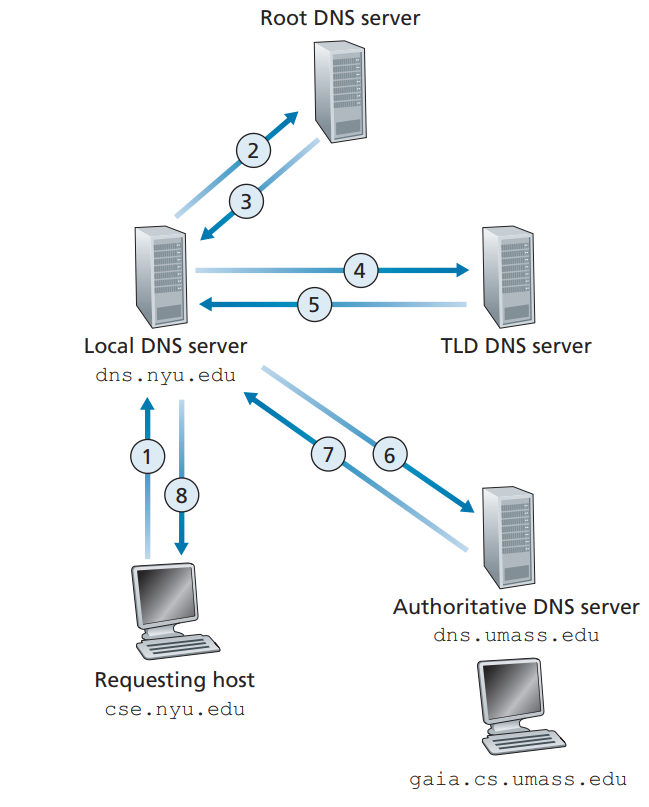 Root DNS server
2
3
4
5
Local DNS server
dns.nyu.edu
TLD DNS server
1
8
7
6
Authoritative DNS server
dns.umass.edu
Requesting host
cse.nyu.edu
gaia.cs.umass.edu